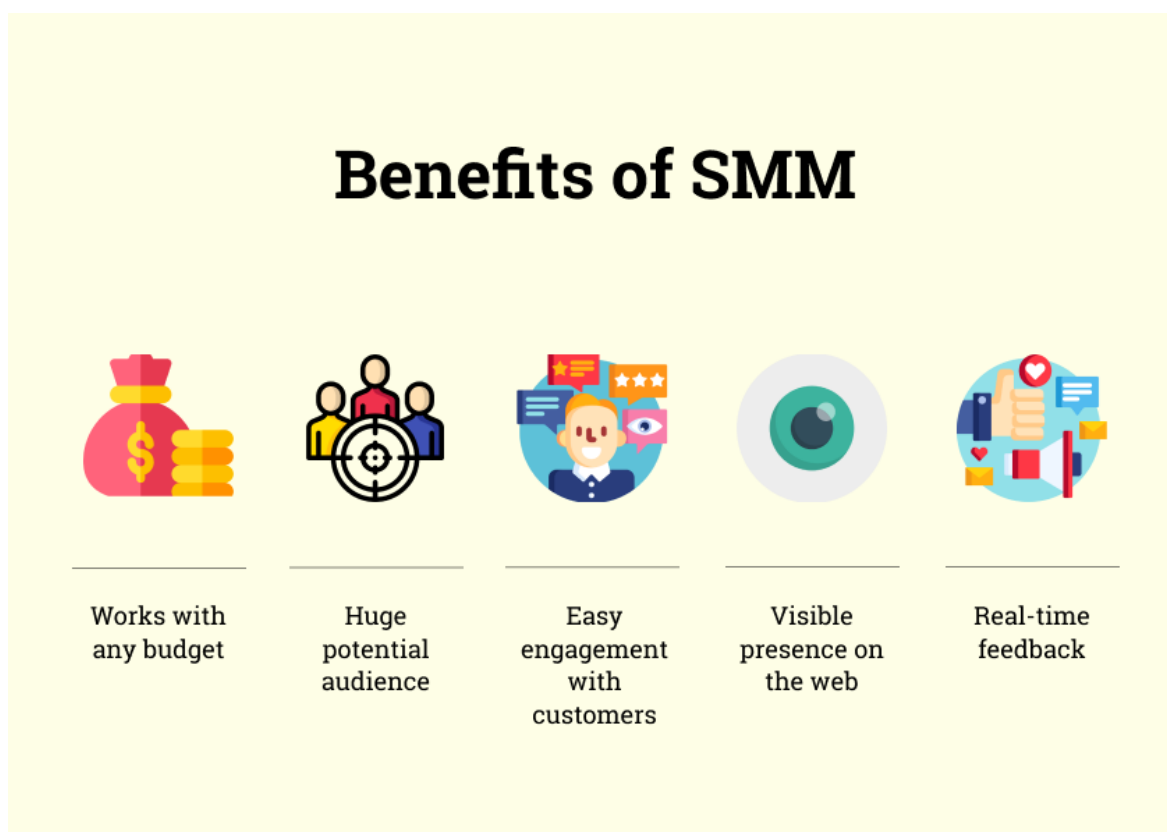 Benefits of SMM
Works with
any budget
Huge
potential
audience
Easy
engagement
with
customers
Visible
presence on
the web
Real-time
feedback